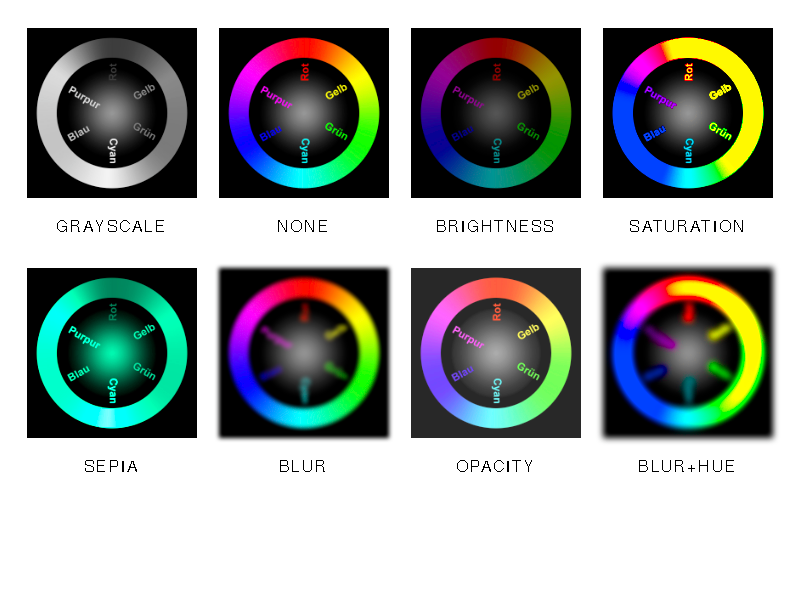 Rot
Gelb
Grün
Cyan
Blau
Purpur
GRAYSCALE
Rot
Gelb
Grün
Cyan
Blau
Purpur
NONE
Rot
Gelb
Grün
Cyan
Blau
Purpur
BRIGHTNESS
Rot
Gelb
Grün
Cyan
Blau
Purpur
SATURATION
Rot
Gelb
Grün
Cyan
Blau
Purpur
SEPIA
BLUR
Rot
Gelb
Grün
Cyan
Blau
Purpur
OPACITY
BLUR+HUE